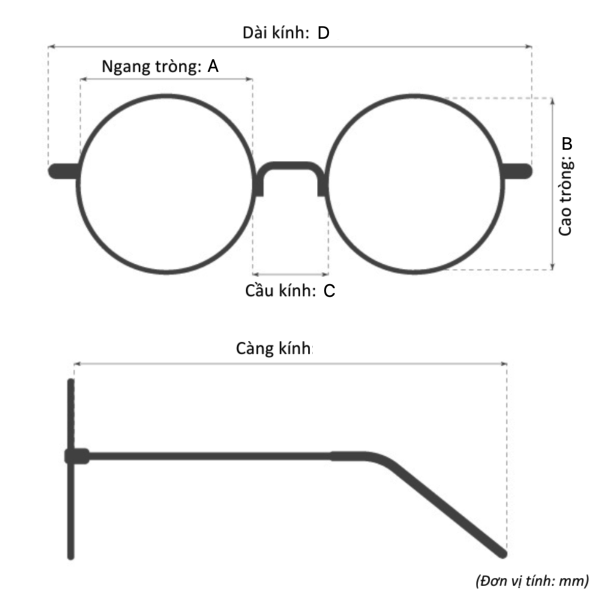 Dài kính: D
Ngang tròng: A
Cao tròng: B
Cầu kính: C
Càng kính
(Đơn vị tính: mm)